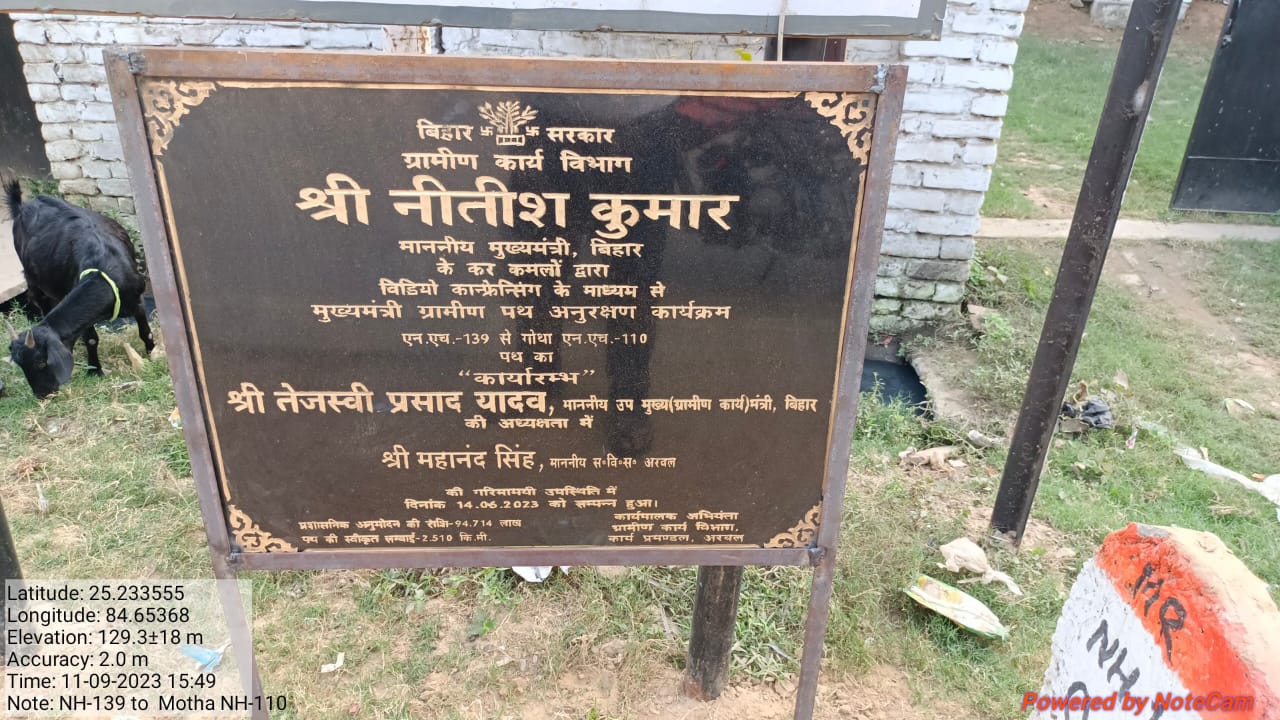 बिहार सरकार
ग्रामीण कार्य विभाग
श्री नीतीश कुमार
माननीय मुख्यमंत्री, बिहार
के कर कमलों द्वारा
विडियो कान्फ्रेन्सिंग के माध्यम से
मुख्यमंत्री ग्रामीण पथ अनुरक्षण कार्यक्रम
एन.एच.-139 से गोथा एन.एच.-110
पथ का
“कार्यारम्भ”
श्री तेजस्वी प्रसाद यादव, माननीय उप मुख्य(ग्रामीण कार्य)मंत्री, बिहार
की अध्यक्षता में
श्री महानंद सिंह, माननीय स०वि०स० अरवल
की गरिमामयी उपस्थिति में
दिनांक 14.06.2023 को सम्पन्न हुआ।
प्रशासनिक अनुमोदन की राशि-94.714 लाख
पथ की स्वीकृत लम्बाई-2.510 कि.मी.
कार्यपालक अभियंता
ग्रामीण कार्य विभाग,
कार्य प्रमण्डल, अरवल
MR
NH
Latitude: 25.233555
Longitude: 84.65368
Elevation: 129.3±18 m
Accuracy: 2.0 m
Time: 11-09-2023 15:49
Note: NH-139 to Motha NH-110
Powered by NoteCam